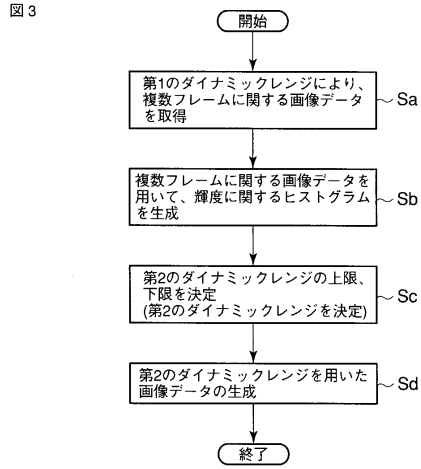 図3
開始
第1のダイナミックレンジにより、
複数フレームに関する画像データ
を取得
Sa
複数フレームに関する画像データを
用いて、輝度に関するヒストグラム
を生成
Sb
第2のダイナミックレンジの上限、
下限を決定
(第2のダイナミックレンジを決定)
Sc
第2のダイナミックレンジを用いた
画像データの生成
Sd
終了